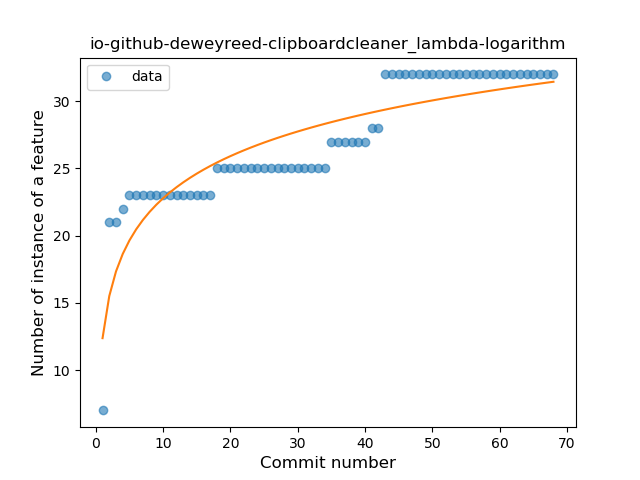 io-github-deweyreed-clipboardcleaner_lambda-logarithm
data
Number of instance of a feature
30
25
20
15
10
0 10 20 30 40 50 60 70
Commit number